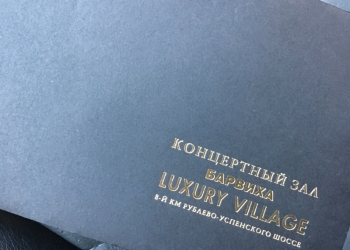 КОНЦЕРТНЫЙ ЗАЛ
БАРВИХА
LUXURY VILLAGE
8-Й КМ РУБЛЕВО-УСПЕНСКОГО ШОССЕ